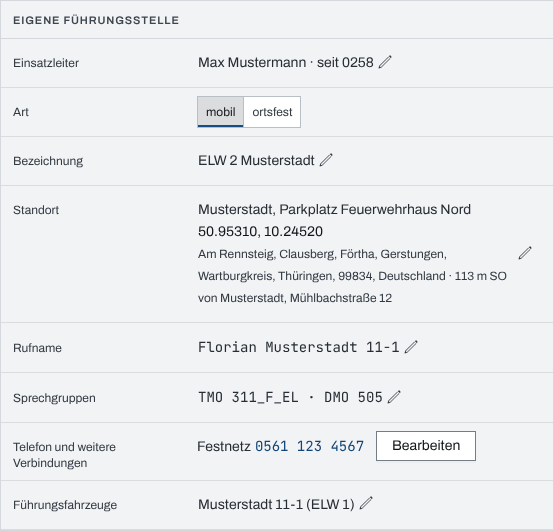 EIGENE FÜHRUNGSSTELLE
Einsatzleiter
Max Mustermann · seit 0258
Art
mobil ortsfest
Bezeichnung
ELW 2 Musterstadt
Standort
Musterstadt, Parkplatz Feuerwehrhaus Nord
50.95310, 10.24520
Am Rennsteig, Clausberg, Förtha, Gerstungen,
Wartburgkreis, Thüringen, 99834, Deutschland · 113 m SO
von Musterstadt, Mühlbachstraße 12
Rufname
Florian Musterstadt 11-1
Sprechgruppen
TMO 311_F_EL · DMO 505
Telefon und weitere
Verbindungen
Festnetz 0561 123 4567 Bearbeiten
Führungsfahrzeuge
Musterstadt 11-1 (ELW 1)